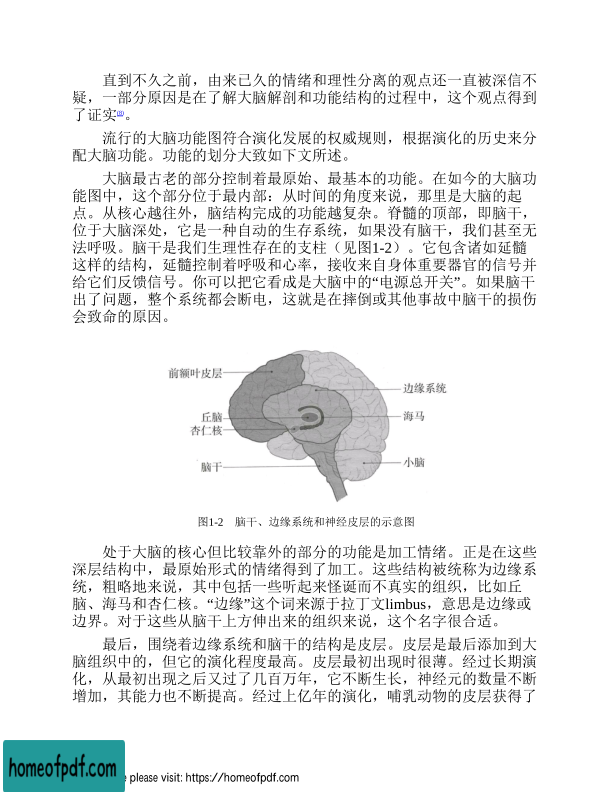 直到不久之前，由来已久的情绪和理性分离的观点还一直被深信不
疑，一部分原因是在了解大脑解剖和功能结构的过程中，这个观点得到
了证实。
流行的大脑功能图符合演化发展的权威规则，根据演化的历史来分
配大脑功能。功能的划分大致如下文所述。
大脑最古老的部分控制着最原始、最基本的功能。在如今的大脑功
能图中，这个部分位于最内部：从时间的角度来说，那里是大脑的起
点。从核心越往外，脑结构完成的功能越复杂。脊髓的顶部，即脑干，
位于大脑深处，它是一种自动的生存系统，如果没有脑干，我们甚至无
法呼吸。脑干是我们生理性存在的支柱（见图1-2）。它包含诸如延髓
这样的结构，延髓控制着呼吸和心率，接收来自身体重要器官的信号并
给它们反馈信号。你可以把它看成是大脑中的“电源总开关”。如果脑干
出了问题，整个系统都会断电，这就是在摔倒或其他事故中脑干的损伤
会致命的原因。
前额叶皮层
边缘系统
丘脑
海马
杏仁核
脑干
小脑
图1-2 脑干、边缘系统和神经皮层的示意图
处于大脑的核心但比较靠外的部分的功能是加工情绪。正是在这些
深层结构中，最原始形式的情绪得到了加工。这些结构被统称为边缘系
统，粗略地来说，其中包括一些听起来怪诞而不真实的组织，比如丘
脑、海马和杏仁核。“边缘”这个词来源于拉丁文limbus，意思是边缘或
边界。对于这些从脑干上方伸出来的组织来说，这个名字很合适。
最后，围绕着边缘系统和脑干的结构是皮层。皮层是最后添加到大
脑组织中的，但它的演化程度最高。皮层最初出现时很薄。经过长期演
化，从最初出现之后又过了几百万年，它不断生长，神经元的数量不断
增加，其能力也不断提高。经过上亿年的演化，哺乳动物的皮层获得了
homeofpdf.com
e please visit: https://homeofpdf.com